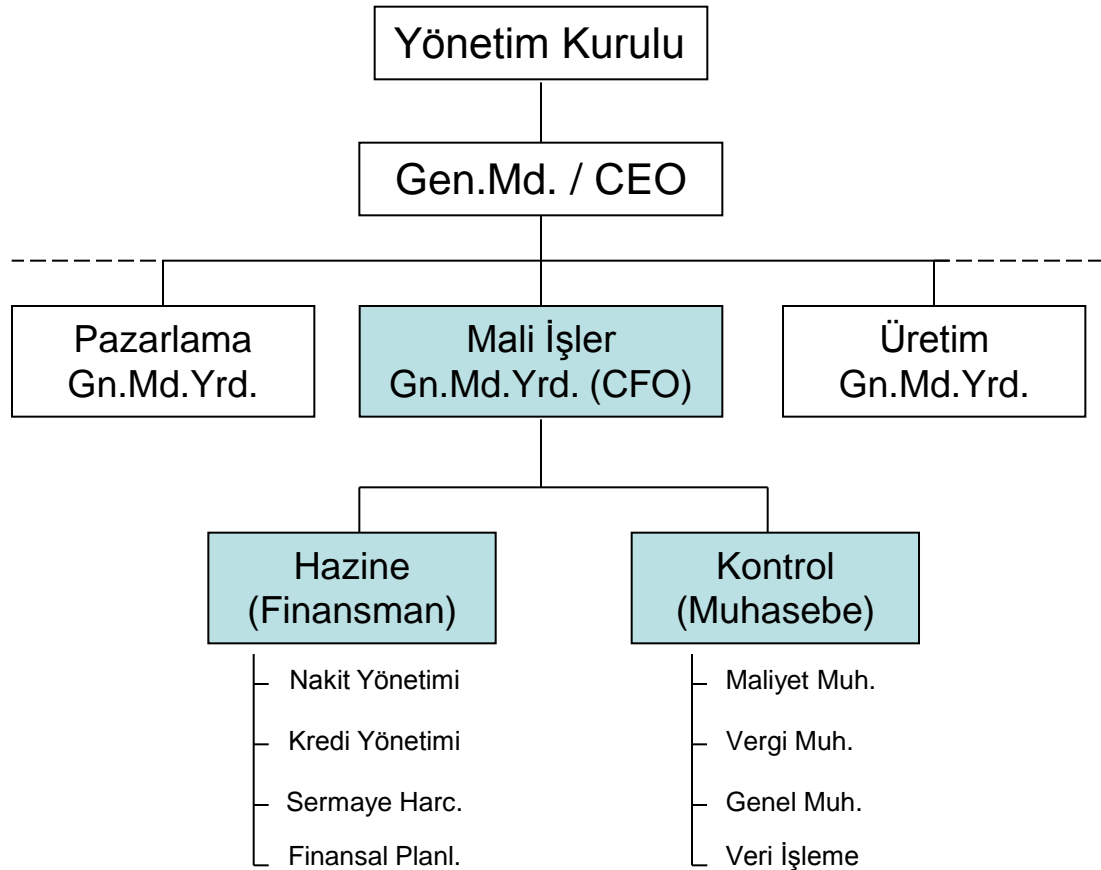 Yönetim Kurulu
Gen.Md. / CEO
Pazarlama
Gn.Md.Yrd.
Mali İşler
Gn.Md.Yrd. (CFO)
Üretim
Gn.Md.Yrd.
Hazine
(Finansman)
Nakit Yönetimi
Kredi Yönetimi
Sermaye Harc.
Finansal Planl.
Kontrol
(Muhasebe)
Maliyet Muh.
Vergi Muh.
Genel Muh.
Veri İşleme